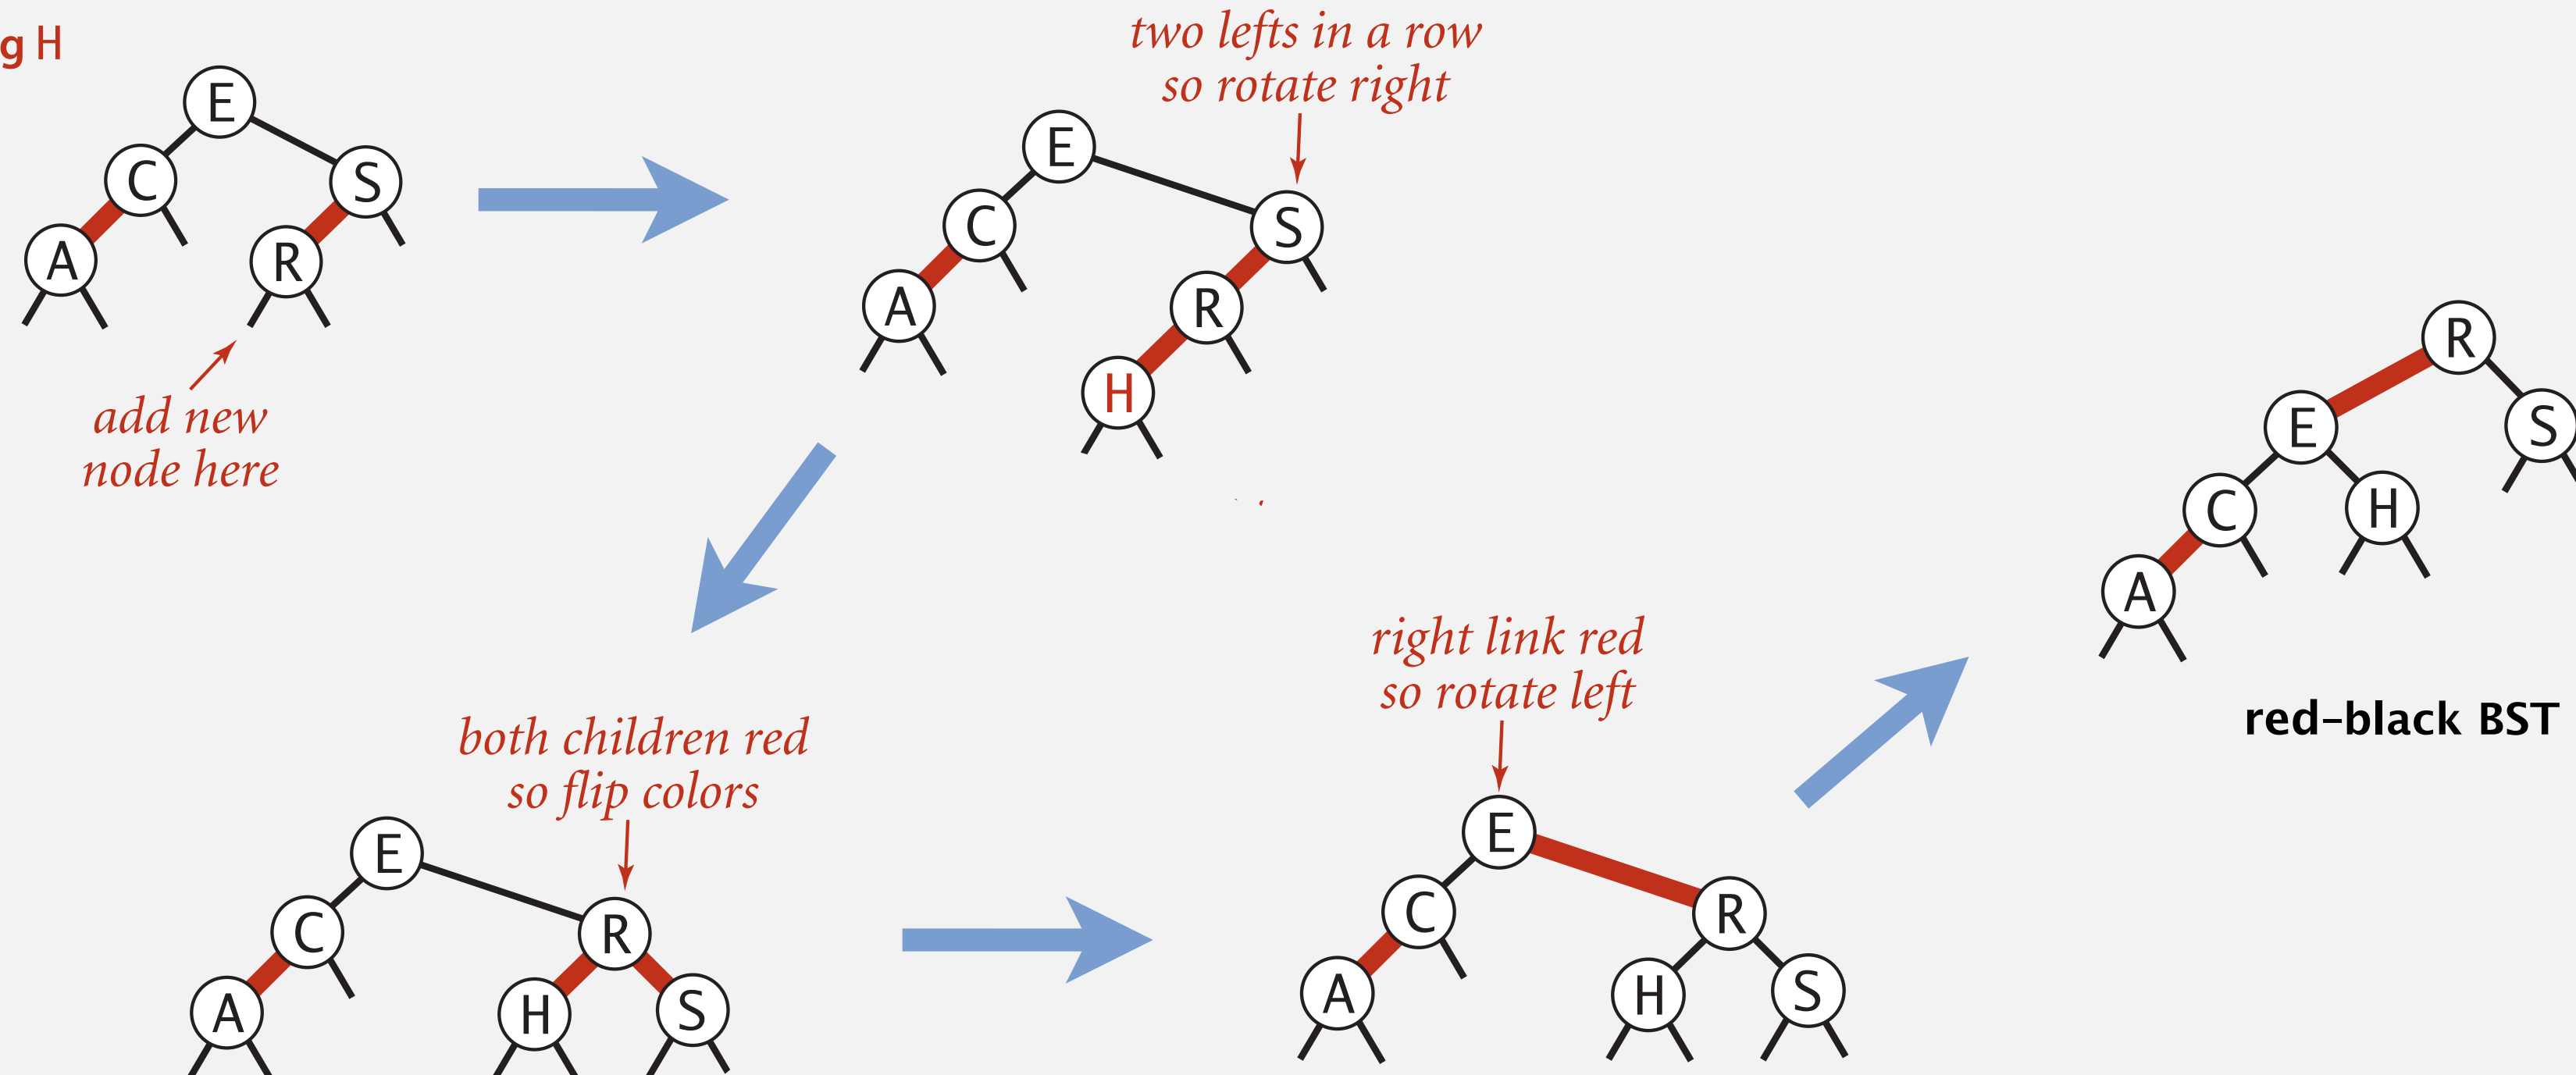 g H
E
C
S
A
R
add new
node here
two lefts in a row
so rotate right
E
C
S
A
R
H
both children red
so flip colors
E
C
R
A
H
S
right link red
so rotate left
E
C
R
A
H
S
R
E
S
C
H
A
red–black BST